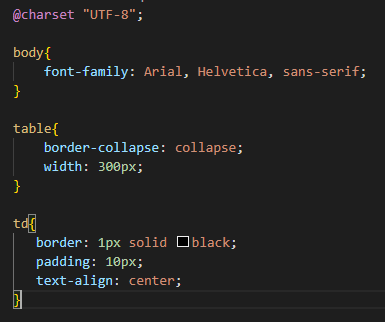 @charset "UTF-8";
body{
    font-family: Arial, Helvetica, sans-serif;
}
table{
    border-collapse: collapse;
    width: 300px;
}
td{
   border: 1px solid black;
   padding: 10px;
   text-align: center;
}